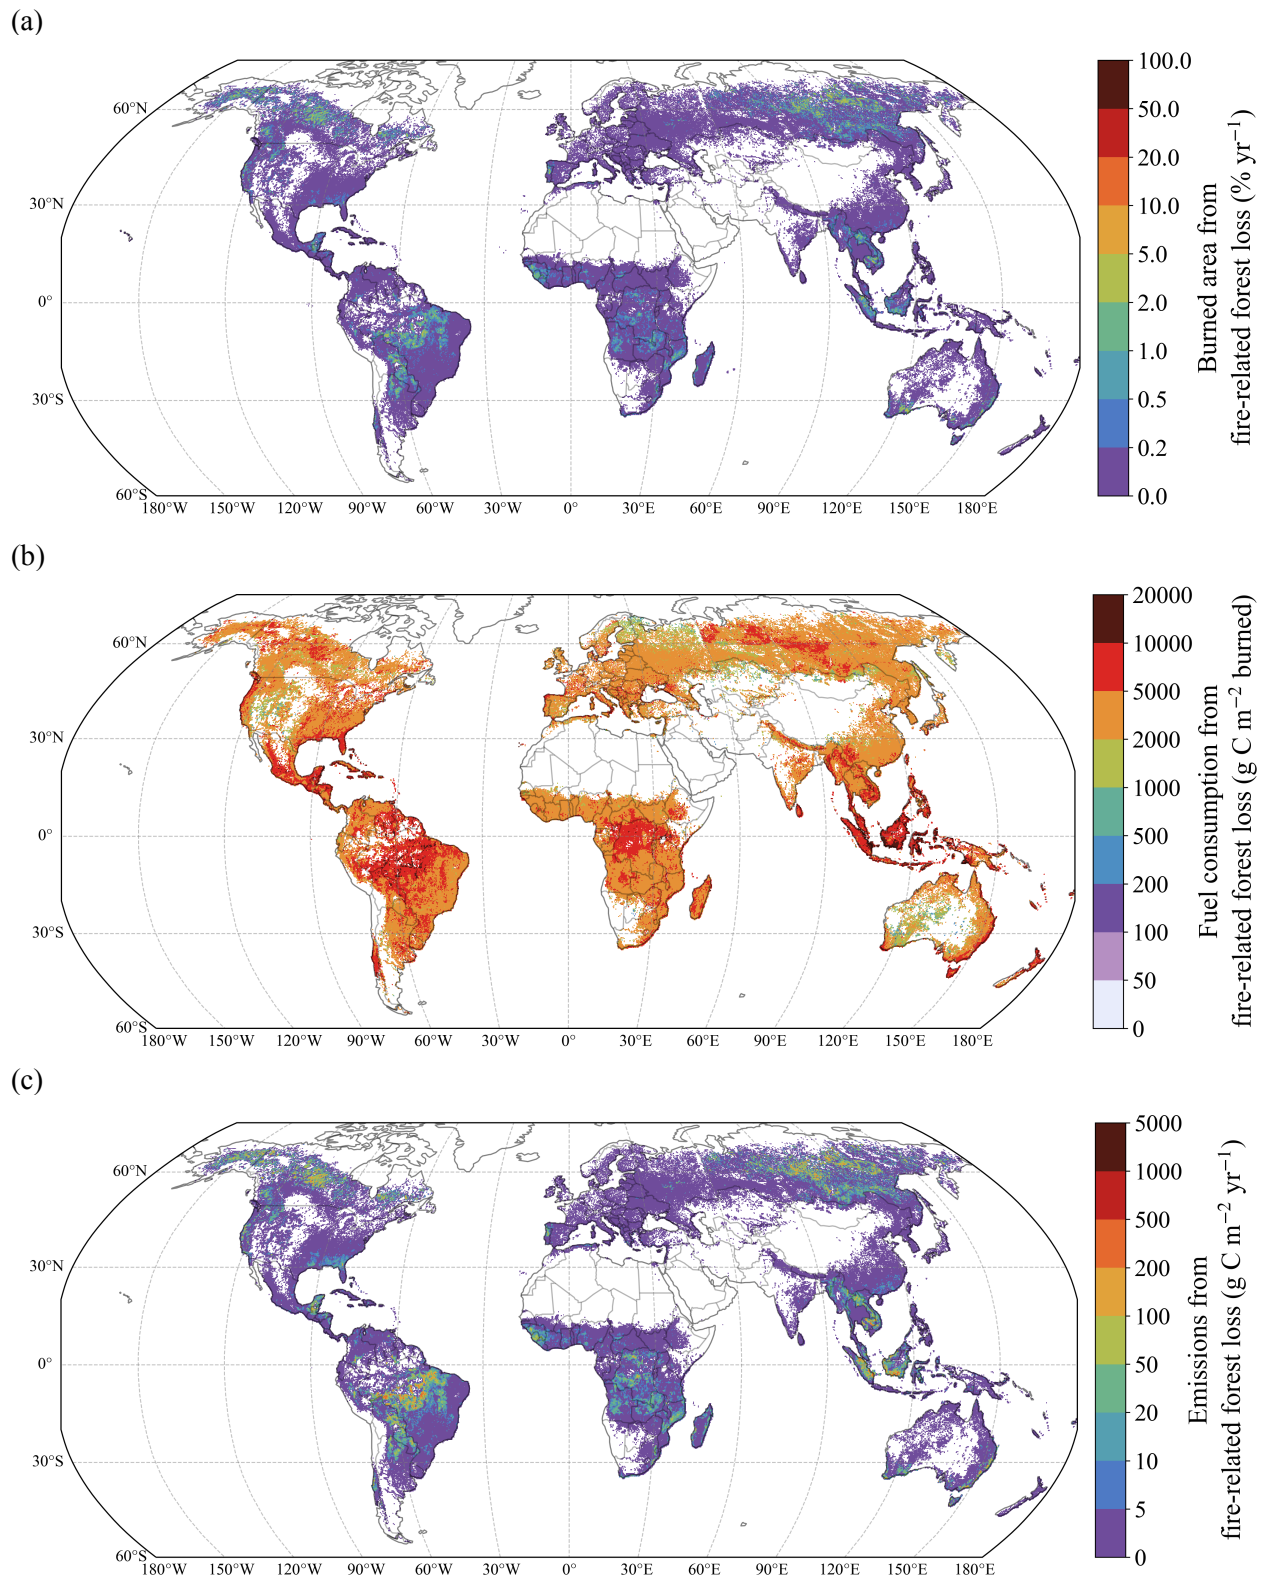 (a)
60°N
30°N
0°
30°S
60°S
180°W 150°W 120°W 90°W 60°W 30°W 0° 30°E 60°E 90°E 120°E 150°E 180°E
100.0
50.0
20.0
10.0
5.0
2.0
1.0
0.5
0.2
0.0
Burned area from
fire-related forest loss (% yr−1)
(b)
60°N
30°N
0°
30°S
60°S
180°W 150°W 120°W 90°W 60°W 30°W 0° 30°E 60°E 90°E 120°E 150°E 180°E
20000
10000
5000
2000
1000
500
200
100
50
0
Fuel consumption from
fire-related forest loss (g C m−2 burned)
(c)
60°N
30°N
0°
30°S
60°S
180°W 150°W 120°W 90°W 60°W 30°W 0° 30°E 60°E 90°E 120°E 150°E 180°E
5000
1000
500
200
100
50
20
10
5
0
Emissions from
fire-related forest loss (g C m−2 yr−1)